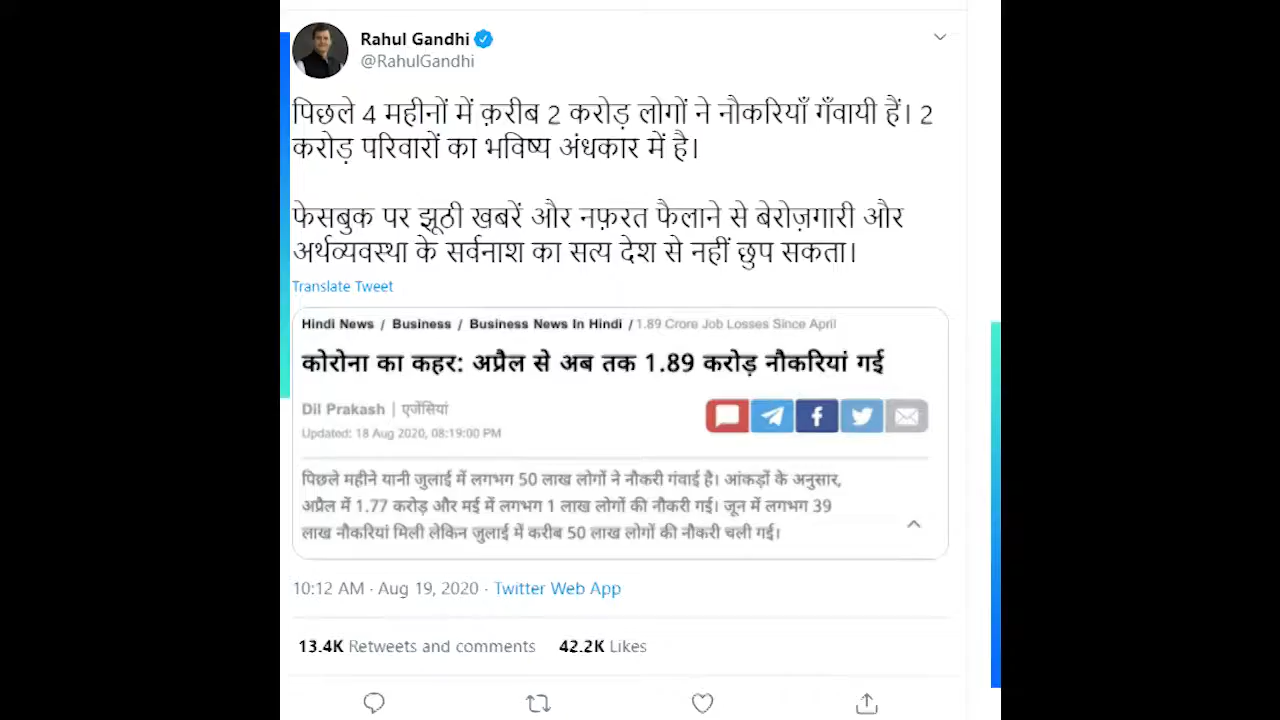 Rahul Gandhi
@RahulGandhi
पिछले 4 महीनों में क़रीब 2 करोड़ लोगों ने नौकरियाँ गँवायी हैं। 2
करोड़ परिवारों का भविष्य अंधकार में है।
फेसबुक पर झूठी खबरें और नफ़रत फैलाने से बेरोज़गारी और
अर्थव्यवस्था के सर्वनाश का सत्य देश से नहीं छुप सकता।
Translate Tweet
Hindi News / Business / Business News In Hindi / 1.89 Crore Job Losses Since April
कोरोना का कहर: अप्रैल से अब तक 1.89 करोड़ नौकरियां गई
Dil Prakash | एजेंसियां
Updated: 18 Aug 2020, 08:19:00 PM
पिछले महीने यानी जुलाई में लगभग 50 लाख लोगों ने नौकरी गंवाई है। आंकड़ों के अनुसार,
अप्रैल में 1.77 करोड़ और मई में लगभग 1 लाख लोगों की नौकरी गई। जून में लगभग 39
लाख नौकरियां मिली लेकिन जुलाई में करीब 50 लाख लोगों की नौकरी चली गई।
10:12 AM · Aug 19, 2020 · Twitter Web App
13.4K Retweets and comments 42.2K Likes